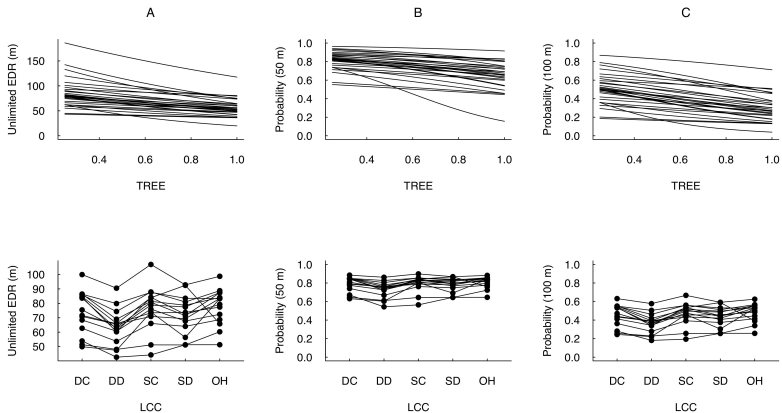 A
B
C
Unlimited EDR (m)
150
100
50
0
0.4
0.6
0.8
1.0
TREE
Probability (50 m)
1.0
0.8
0.6
0.4
0.2
0.0
0.4
0.6
0.8
1.0
TREE
Probability (100 m)
1.0
0.8
0.6
0.4
0.2
0.0
0.4
0.6
0.8
1.0
TREE
Unlimited EDR (m)
100
90
80
70
60
50
DC
DD
SC
SD
OH
LCC
Probability (50 m)
1.0
0.8
0.6
0.4
0.2
0.0
DC
DD
SC
SD
OH
LCC
Probability (100 m)
1.0
0.8
0.6
0.4
0.2
0.0
DC
DD
SC
SD
OH
LCC